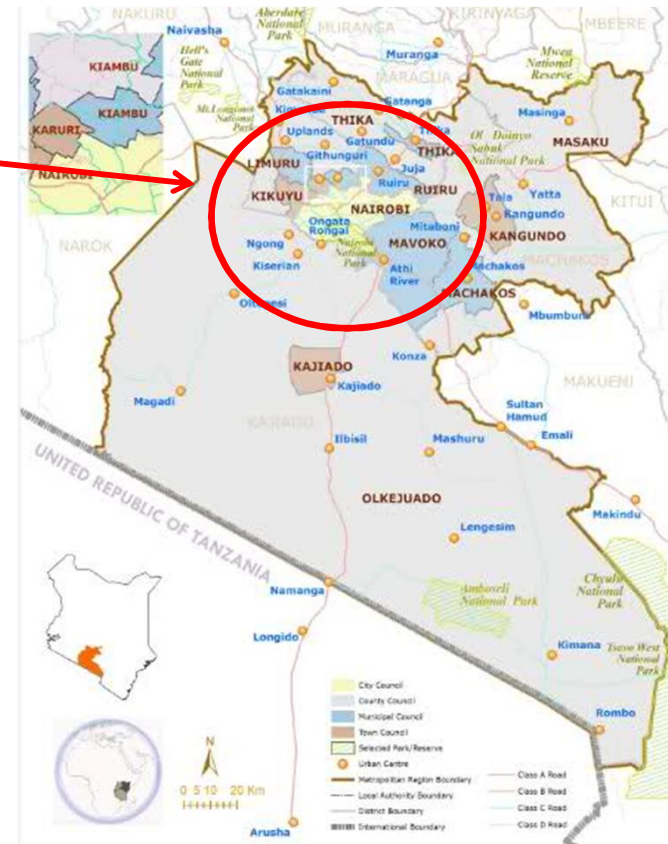 NAKURU
Aberdare
National
Park
MURANGA
KIRINYAGA
MBEERE
Naivasha
Hell's
Gate
National
Park
Muranga
MARAGUA
Mwea
National
Reserve
KIAMBU
KIAMBU
KARURI
NAIROBI
Gatakaini
Gatanga
Masinga
MASAKU
Mt.Longonot
National
Park
THIKA
Uplands
Gatundu
Thika
THIKA
Ol Doinyo
Sabuk
National Park
LIMURU
Githunguri
Juja
Ruiru
RUIRU
KIKUYU
NAIROBI
Tala
Yatta
Kangundo
KITUI
Ongata
Rongai
Nairobi
National
Park
Mitaboni
KANGUNDO
NAROK
Ngong
Kiserian
MAVOKO
Athi
River
MACHAKOS
MACHAKOS
Mbumbuni
Konza
MAKUENI
KAJIADO
Kajiado
KAJIADO
Magadi
Sultan
Hamud
Emali
Ilbisil
Mashuru
UNITED REPUBLIC OF TANZANIA
OLKEJUADO
Makindu
Lengesim
Chyulu
National
Park
Namanga
Amboseli
National Park
Longido
Kimana
Tsavo West
National
Park
Rombo
City Council
County Council
Municipal Council
Town Council
Selected Park/Reserve
Urban Centre
Metropolitan Region Boundary
Local Authority Boundary
District Boundary
International Boundary
Class A Road
Class B Road
Class C Road
Class D Road
N
0 5 10 20 Km
Arusha